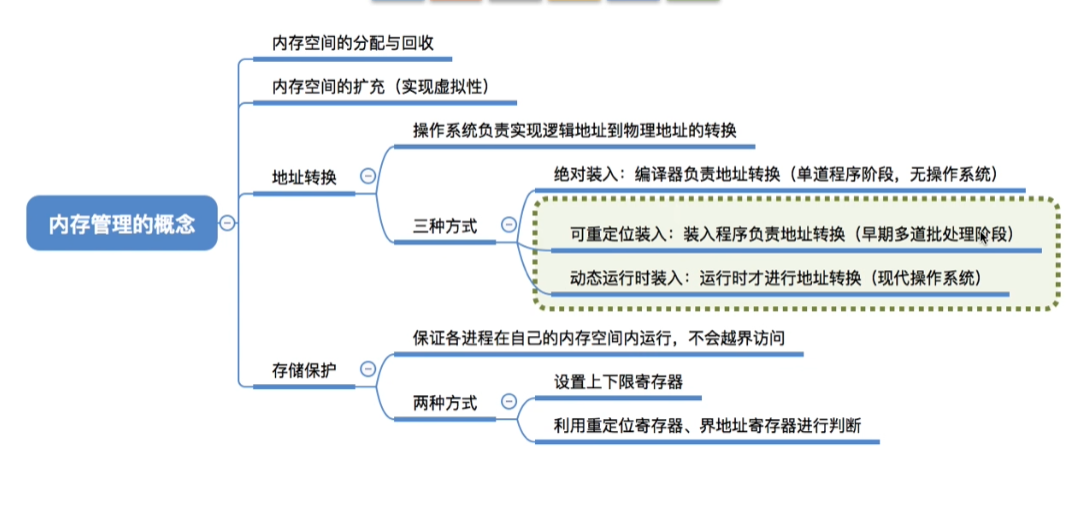 内存空间的分配与回收
内存空间的扩充（实现虚拟性）
操作系统负责实现逻辑地址到物理地址的转换
地址转换
绝对装入：编译器负责地址转换（单道程序阶段，无操作系统）
内存管理的概念
三种方式
可重定位装入：装入程序负责地址转换（早期多道批处理阶段）
动态运行时装入：运行时才进行地址转换（现代操作系统）
保证各进程在自己的内存空间内运行，不会越界访问
存储保护
设置上下限寄存器
两种方式
利用重定位寄存器、界地址寄存器进行判断